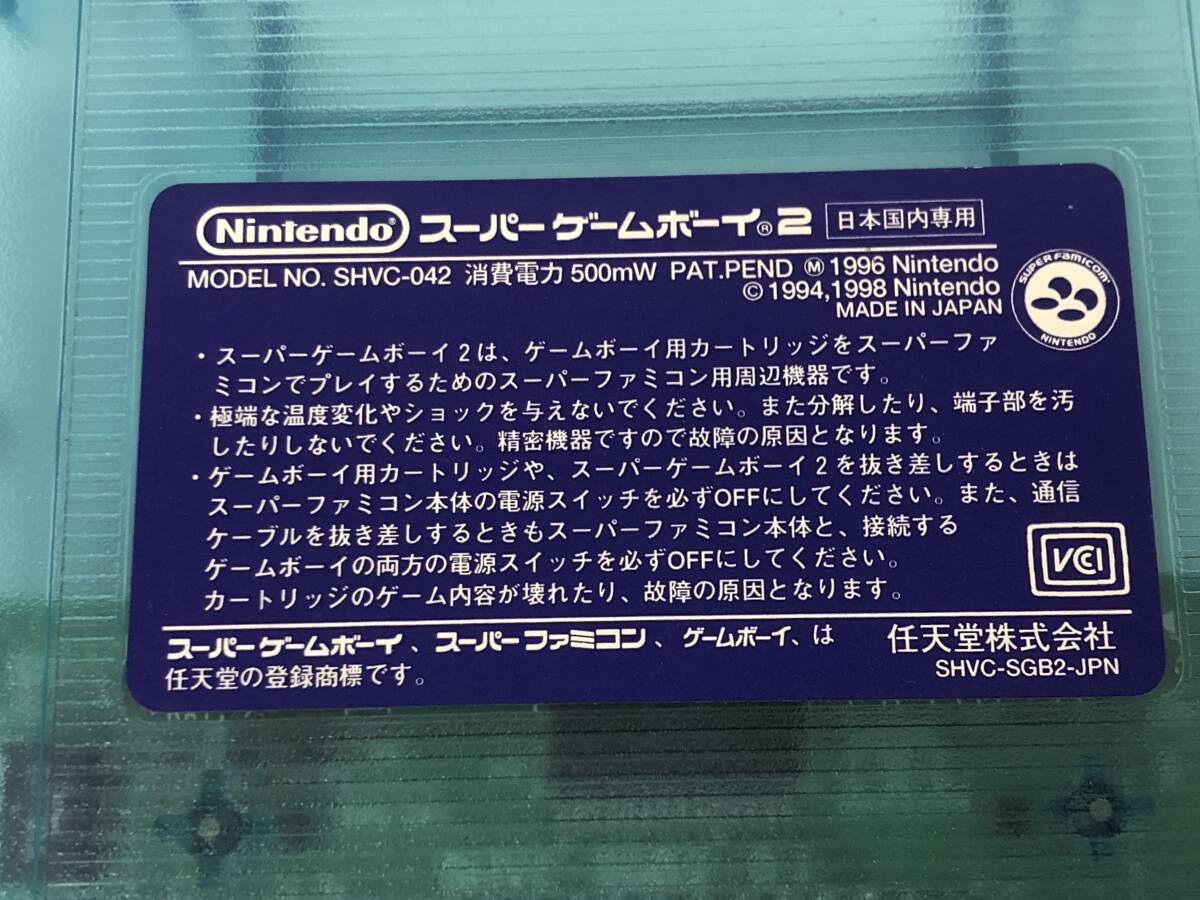 Nintendo® スーパーゲームボーイ®2 日本国内専用
MODEL NO. SHVC-042 消費電力 500mW PAT.PEND Ⓜ 1996 Nintendo
© 1994,1998 Nintendo
MADE IN JAPAN
SUPER FAMICOM
NINTENDO
・スーパーゲームボーイ2は、ゲームボーイ用カートリッジをスーパーファ
ミコンでプレイするためのスーパーファミコン用周辺機器です。
・極端な温度変化やショックを与えないでください。また分解したり、端子部を汚
したりしないでください。精密機器ですので故障の原因となります。
・ゲームボーイ用カートリッジや、スーパーゲームボーイ2を抜き差しするときは
スーパーファミコン本体の電源スイッチを必ずOFFにしてください。また、通信
ケーブルを抜き差しするときもスーパーファミコン本体と、接続する
ゲームボーイの両方の電源スイッチを必ずOFFにしてください。
カートリッジのゲーム内容が壊れたり、故障の原因となります。
VCI
スーパーゲームボーイ、スーパーファミコン、ゲームボーイ、は
任天堂の登録商標です。
任天堂株式会社
SHVC-SGB2-JPN